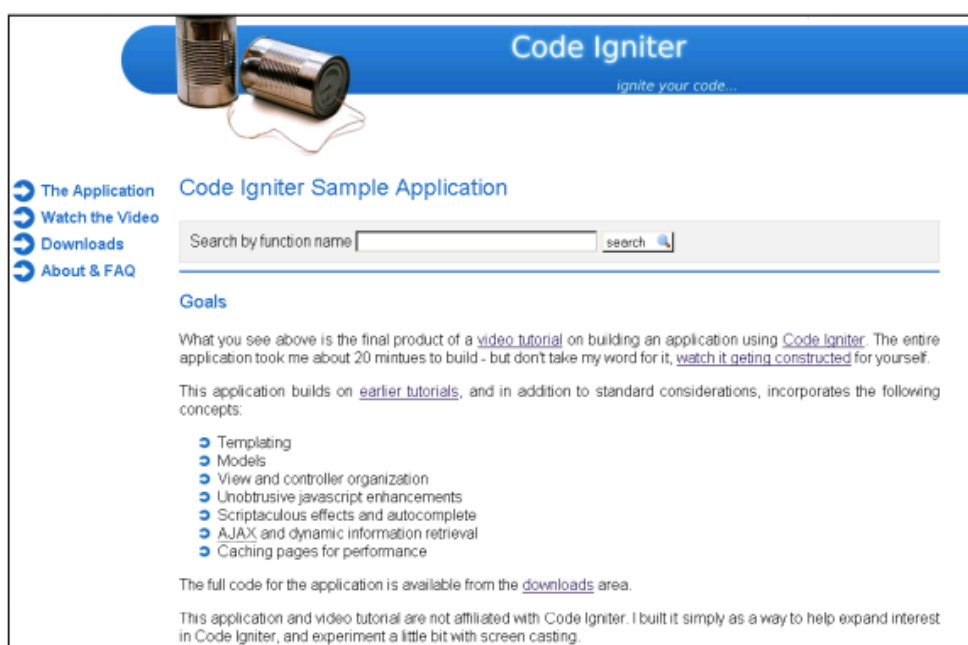 Code Igniter
ignite your code...
The Application
Watch the Video
Downloads
About & FAQ
Code Igniter Sample Application
Search by function name
search
Goals
What you see above is the final product of a video tutorial on building an application using Code Igniter. The entire
application took me about 20 mintues to build - but don't take my word for it, watch it geting constructed for yourself.
This application builds on earlier tutorials, and in addition to standard considerations, incorporates the following
concepts:
Templating
Models
View and controller organization
Unobtrusive javascript enhancements
Scriptaculous effects and autocomplete
AJAX and dynamic information retrieval
Caching pages for performance
The full code for the application is available from the downloads area.
This application and video tutorial are not affiliated with Code Igniter. I built it simply as a way to help expand interest
in Code Igniter, and experiment a little bit with screen casting.